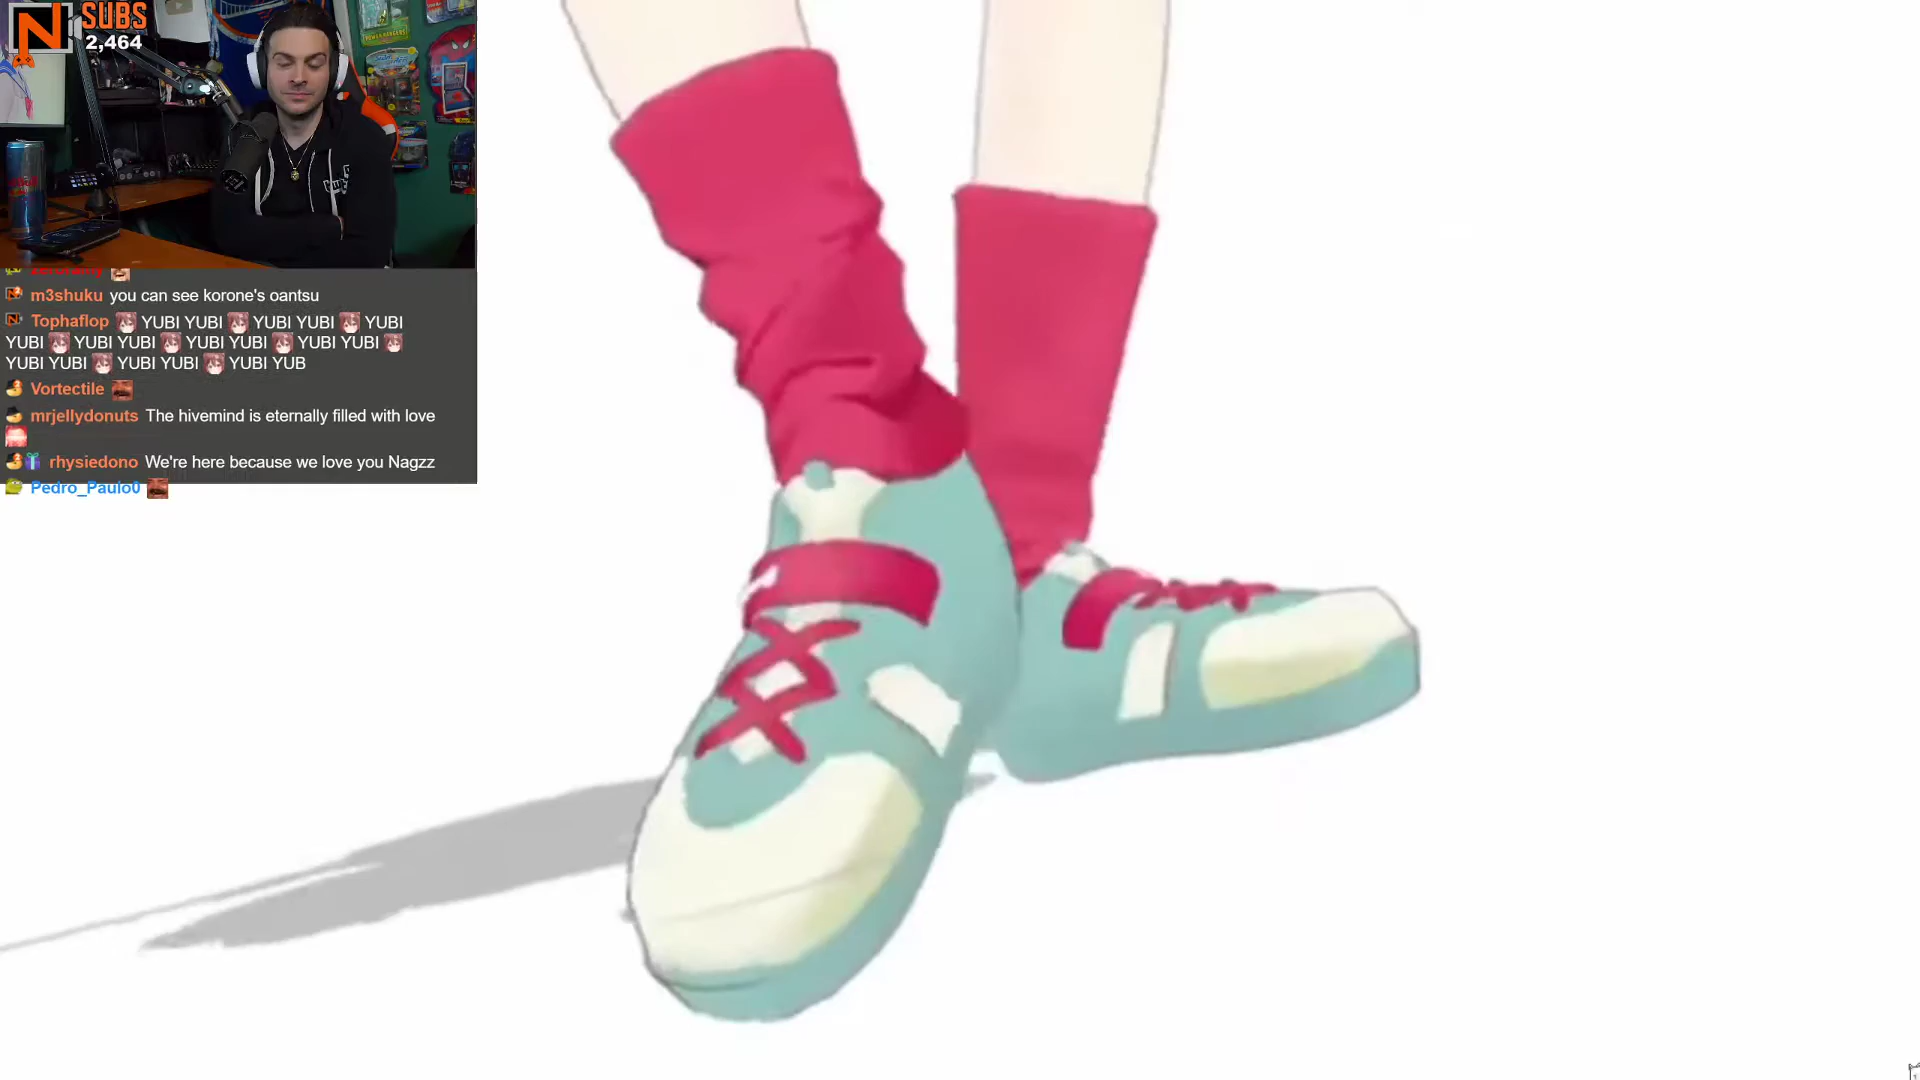 N SUBS
2,464
m3shuku you can see korone's oantsu
Tophaflop YUBI YUBI YUBI YUBI YUBI
YUBI YUBI YUBI YUBI YUBI YUBI YUBI
YUBI YUBI YUBI YUBI YUBI YUB
Vortectile
mrjellydonuts The hivemind is eternally filled with love
rhysiedono We're here because we love you Nagzz
Pedro_Paulo0